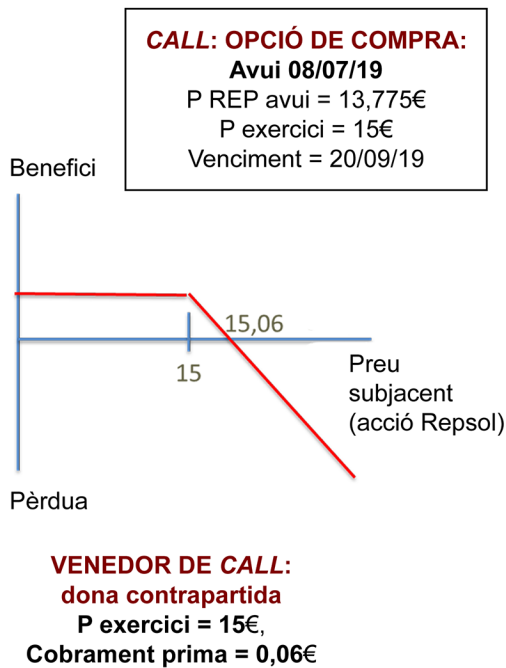 CALL: OPCIÓ DE COMPRA:
Avui 08/07/19
P REP avui = 13,775€
P exercici = 15€
Venciment = 20/09/19
Benefici
15,06
15
Preu
subjacent
(acció Repsol)
Pèrdua
VENEDOR DE CALL:
dona contrapartida
P exercici = 15€,
Cobrament prima = 0,06€